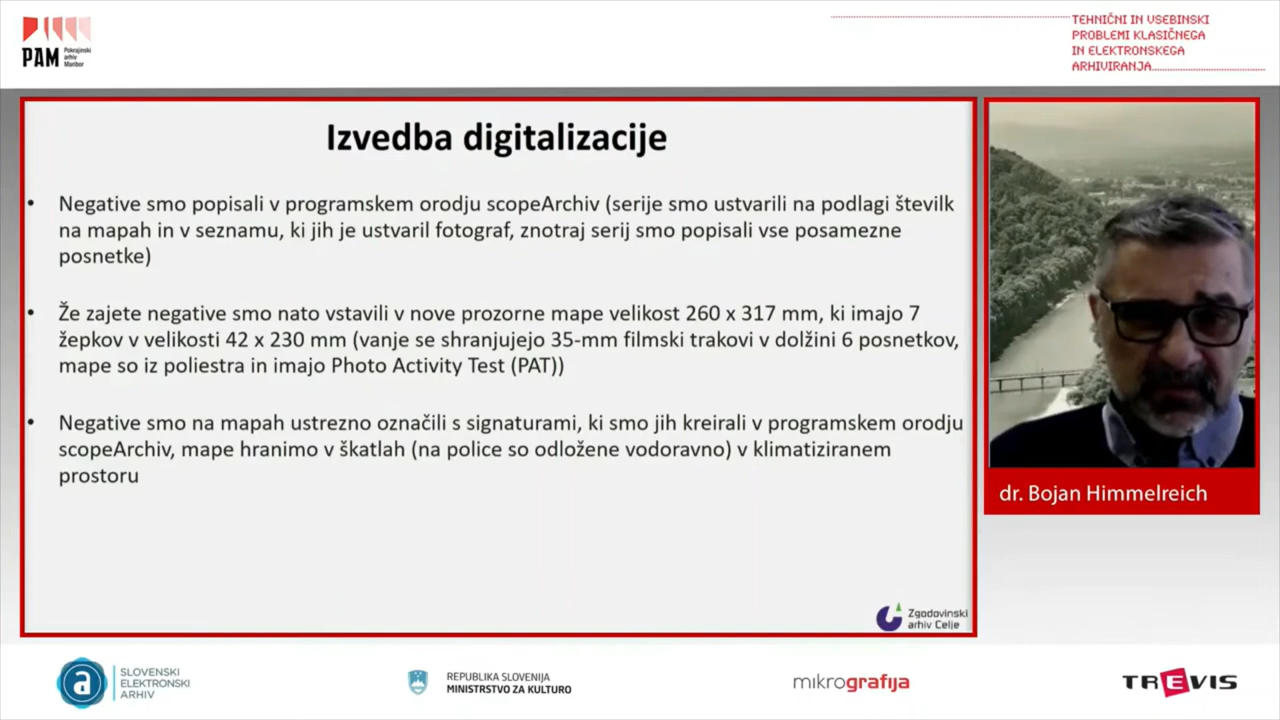 PAM
Pokrajinski
arhiv
Maribor
TEHNIČNI IN VSEBINSKI
PROBLEMI KLASIČNEGA
IN ELEKTRONSKEGA
ARHIVIRANJA
Izvedba digitalizacije
• Negative smo popisali v programskem orodju scopeArchiv (serije smo ustvarili na podlagi številk
na mapah in v seznamu, ki jih je ustvaril fotograf, znotraj serij smo popisali vse posamezne
posnetke)
• Že zajete negative smo nato vstavili v nove prozorne mape velikost 260 x 317 mm, ki imajo 7
žepkov v velikosti 42 x 230 mm (vanje se shranjujejo 35-mm filmski trakovi v dolžini 6 posnetkov,
mape so iz poliestra in imajo Photo Activity Test (PAT))
• Negative smo na mapah ustrezno označili s signaturami, ki smo jih kreirali v programskem orodju
scopeArchiv, mape hranimo v škatlah (na police so odložene vodoravno) v klimatiziranem
prostoru
Zgodovinski
arhiv Celje
dr. Bojan Himmelreich
a
SLOVENSKI
ELEKTRONSKI
ARHIV
REPUBLIKA SLOVENIJA
MINISTRSTVO ZA KULTURO
mikrografija
TREVIS